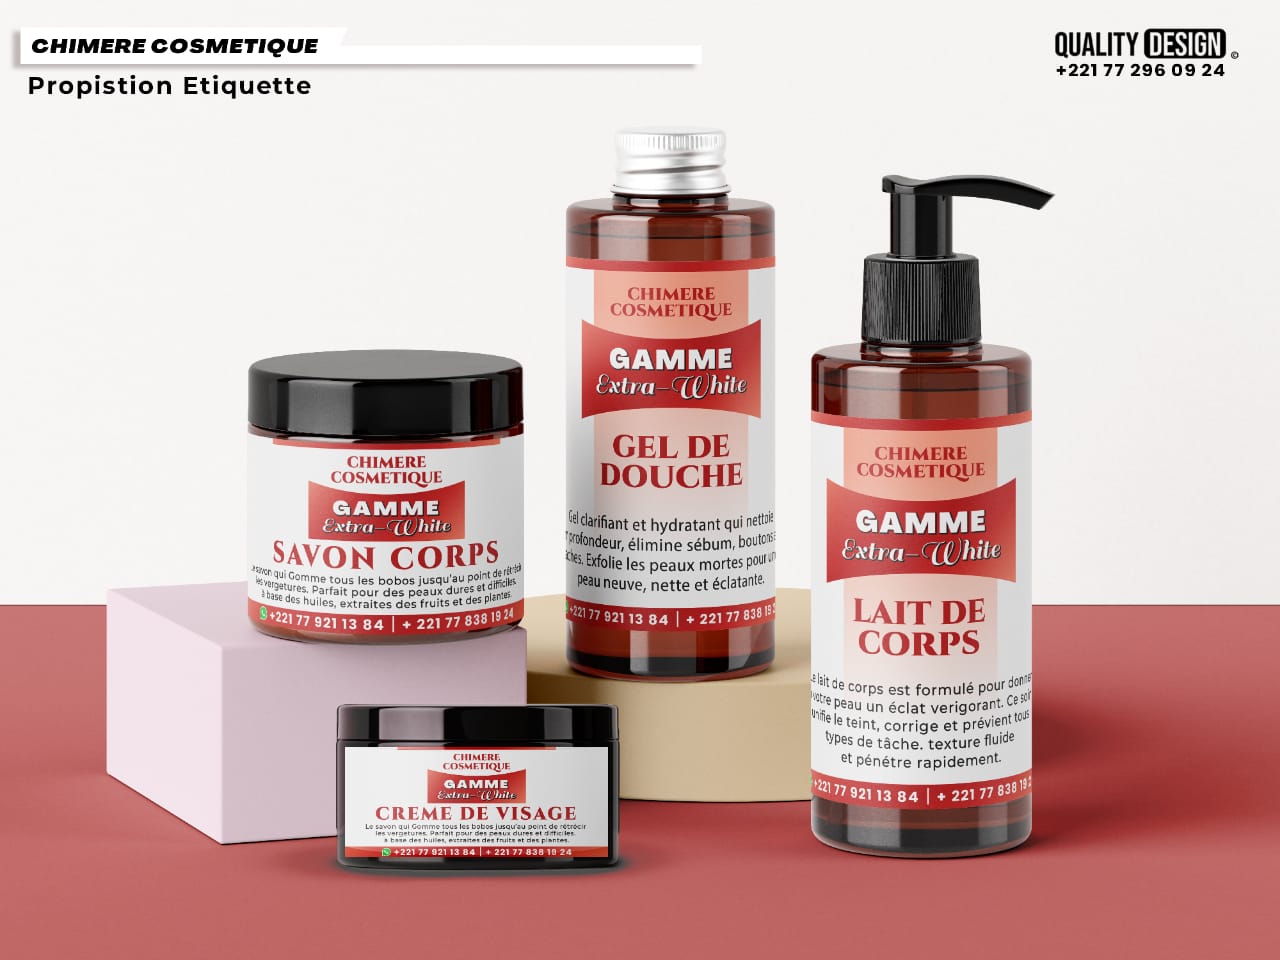 CHIMERE COSMETIQUE
Propistion Etiquette
QUALITY DESIGN ©
+221 77 296 09 24
CHIMERE
COSMETIQUE
GAMME
Extra-White
SAVON CORPS
Le savon qui Gomme tous les bobos jusqu'au point de rétrécir
les vergetures. Parfait pour des peaux dures et difficiles.
à base des huiles, extraites des fruits et des plantes.
+221 77 921 13 84 | + 221 77 838 19 24
CHIMERE
COSMETIQUE
GAMME
Extra-White
GEL DE
DOUCHE
Gel clarifiant et hydratant qui nettoie
profondeur, élimine sébum, boutons
Exfolie les peaux mortes pour un
peau neuve, nette et éclatante.
+221 77 921 13 84 | + 221 77 838 19 2
CHIMERE
COSMETIQUE
GAMME
Extra-White
LAIT DE
CORPS
Le lait de corps est formulé pour donner
votre peau un éclat verigorant. Ce soin
unifie le teint, corrige et prévient tous
types de tâche. texture fluide
et pénétre rapidement.
+221 77 921 13 84 | + 221 77 838 19 2
CHIMERE
COSMETIQUE
GAMME
Extra-White
CREME DE VISAGE
Le savon qui Gomme tous les bobos jusqu'au point de rétrécir
les vergetures. Parfait pour des peaux dures et difficiles.
à base des huiles, extraites des fruits et des plantes.
+221 77 921 13 84 | + 221 77 838 19 24